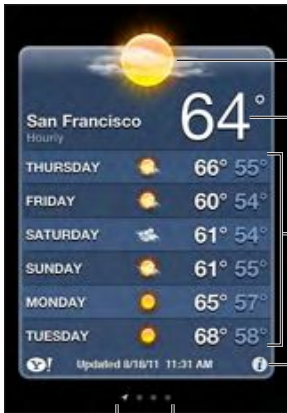 64°
San Francisco
Hourly
THURSDAY 66° 55°
FRIDAY 60° 54°
SATURDAY 61° 54°
SUNDAY 61° 55°
MONDAY 65° 57°
TUESDAY 68° 58°
Y! Updated 8/18/11 11:31 AM i